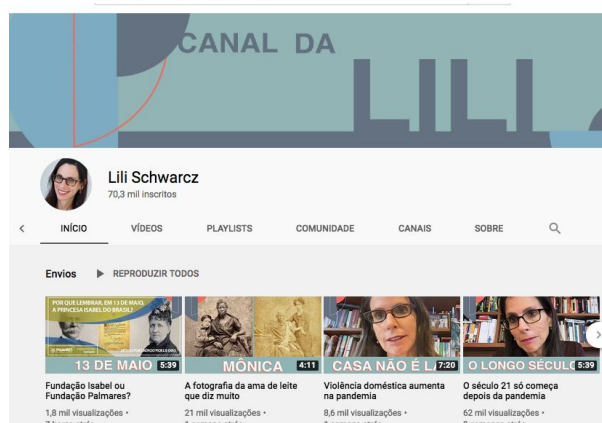 CANAL DA
LILI
Lili Schwarcz
70,3 mil inscritos
INÍCIO
VÍDEOS
PLAYLISTS
COMUNIDADE
CANAIS
SOBRE
Envios
REPRODUZIR TODOS
POR QUE LEMBRAR, EM 13 DE MAIO,
A PRINCESA ISABEL DO BRASIL?
13 DE MAIO
5:39
MÔNICA
4:11
CASA NÃO É L
7:20
O LONGO SÉCUL
5:39
Fundação Isabel ou
Fundação Palmares?
1,8 mil visualizações •
A fotografia da ama de leite
que diz muito
21 mil visualizações •
Violência doméstica aumenta
na pandemia
8,6 mil visualizações •
O século 21 só começa
depois da pandemia
62 mil visualizações •